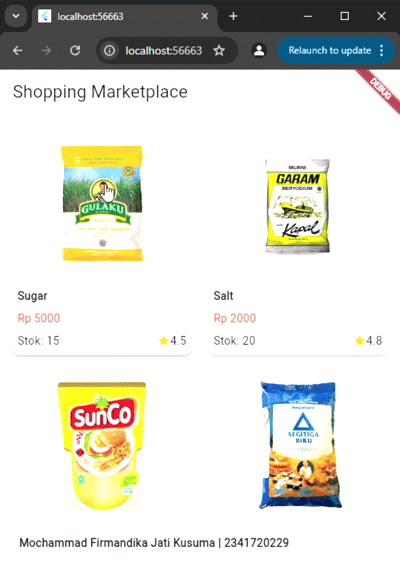 localhost:56663
localhost:56663
Relaunch to update
DEBUG
Shopping Marketplace
GULAKU
MURNI
GARAM
BERYODIUM
Kapal
Sugar
Salt
Rp 5000
Rp 2000
Stok: 15
4.5
Stok: 20
4.8
SunCo
SEGITIGA
BIRU
Mochammad Firmandika Jati Kusuma | 2341720229